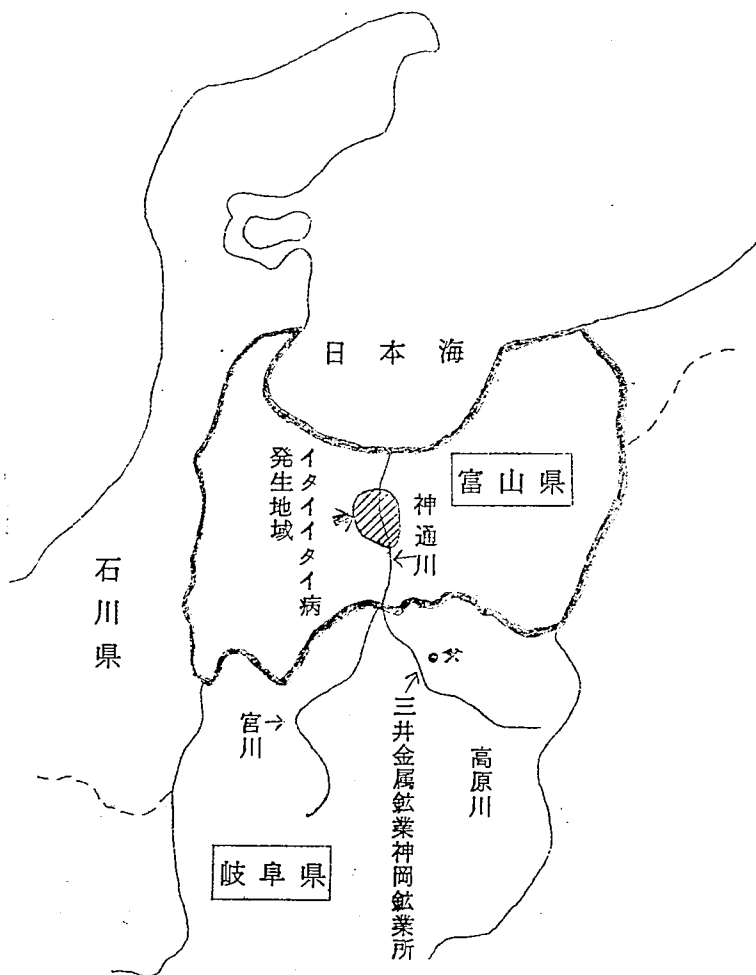 日本海
富山県
イタイイタイ病
発生地域
神通川
石川県
宮川
三井金属鉱業神岡鉱業所
高原川
岐阜県